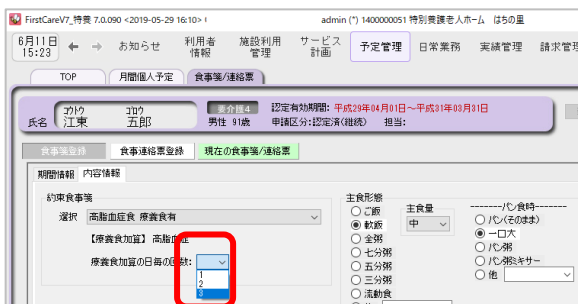 FirstCareV7_特養 7.0.090 <2019-05-29 16:10> admin (*) 1400000051 特別養護老人ホーム はちの里
6月11日 15:23 ← → お知らせ 利用者情報 施設利用管理 サービス計画 予定管理 日常業務 実績管理 請求管理
TOP 月間個人予定 食事箋/連絡票
氏名 コウトウ ゴロウ 要介護4 認定有効期間: 平成29年04月01日~平成31年03月31日
江東 五郎 男性 91歳 申請区分:認定済(継続) 担当:
食事箋登録 食事連絡票登録 現在の食事箋/連絡票
期間情報 内容情報
約束食事箋
選択 高脂血症食 療養食有
【療養食加算】 高脂血症
療養食加算の日毎の回数:
1
2
3
主食形態
ご飯
軟飯
全粥
七分粥
五分粥
三分粥
流動食
主食量
中
-------パン食時-------
パン(そのまま)
一口大
パン粥
パン粥ミキサー
他